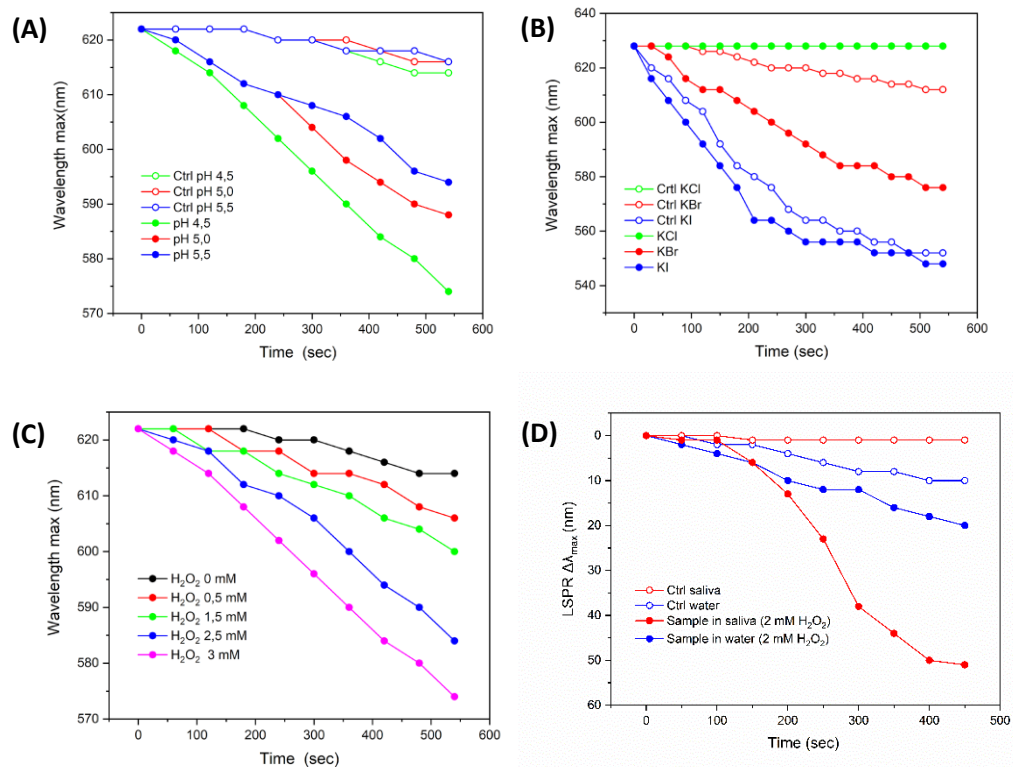 (A)
Wavelength max(nm)
620
610
600
590
580
570
Ctrl pH 4,5
Ctrl pH 5,0
Ctrl pH 5,5
pH 4,5
pH 5,0
pH 5,5
0 100 200 300 400 500 600
Time (sec)
(B)
Wavelength max (nm)
640
620
600
580
560
540
Crtl KCl
Ctrl KBr
Ctrl KI
KCl
KBr
KI
0 100 200 300 400 500 600
Time (sec)
(C)
Wavelength max (nm)
620
610
600
590
580
570
H₂O₂ 0 mM
H₂O₂ 0,5 mM
H₂O₂ 1,5 mM
H₂O₂ 2,5 mM
H₂O₂ 3 mM
0 100 200 300 400 500 600
Time (sec)
(D)
LSPR Δλmax (nm)
0
10
20
30
40
50
60
Ctrl saliva
Ctrl water
Sample in saliva (2 mM H₂O₂)
Sample in water (2 mM H₂O₂)
0 100 200 300 400 500
Time (sec)